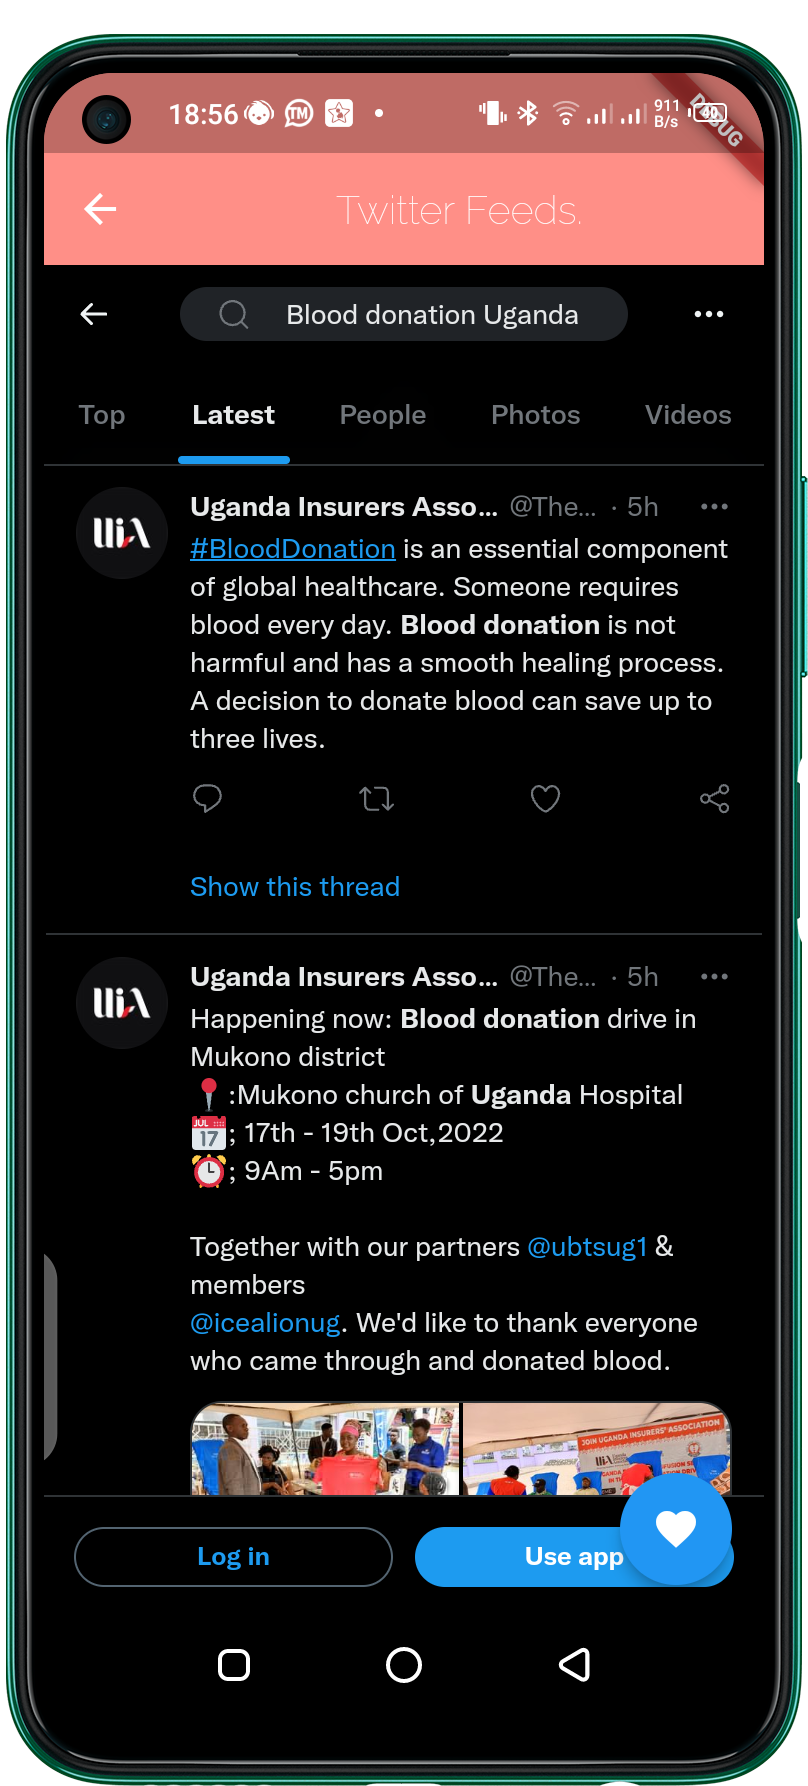 18:56 TM 911 B/s 40 DEBUG
Twitter Feeds.
Blood donation Uganda
Top Latest People Photos Videos
Uganda Insurers Asso... @The... · 5h
#BloodDonation is an essential component
of global healthcare. Someone requires
blood every day. Blood donation is not
harmful and has a smooth healing process.
A decision to donate blood can save up to
three lives.
Show this thread
Uganda Insurers Asso... @The... · 5h
Happening now: Blood donation drive in
Mukono district
📍:Mukono church of Uganda Hospital
📅; 17th - 19th Oct,2022
⏰; 9Am - 5pm
Together with our partners @ubtsug1 &
members
@icealionug. We'd like to thank everyone
who came through and donated blood.
JOIN UGANDA INSURERS' ASSOCIATION
Log in Use app